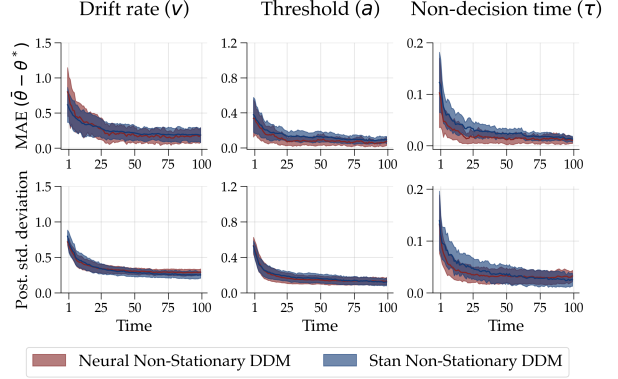 Drift rate (v) Threshold (a) Non-decision time (τ)
MAE (θ̄ − θ*)
1.5 1.2 0.2
1.0 0.8
0.1
0.5 0.4
0.0 0.0 0.0
1 25 50 75 100 1 25 50 75 100 1 25 50 75 100
Post. std. deviation
1.5 1.2 0.2
1.0 0.8
0.1
0.5 0.4
0.0 0.0 0.0
1 25 50 75 100 1 25 50 75 100 1 25 50 75 100
Time Time Time
Neural Non-Stationary DDM Stan Non-Stationary DDM